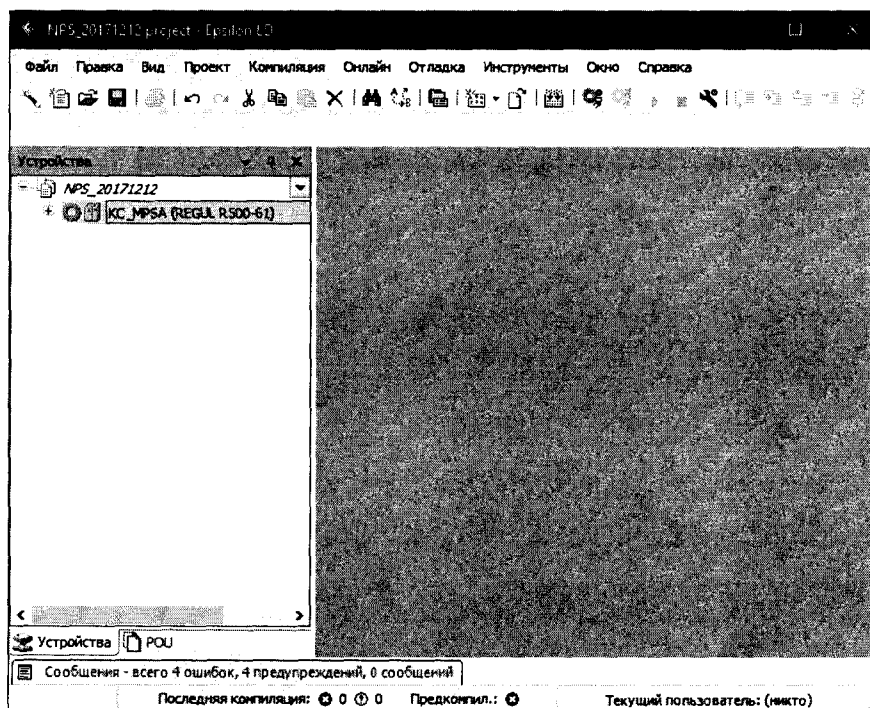 NPS_20171212.project - Epsilon LD
Файл Правка Вид Проект Компиляция Онлайн Отладка Инструменты Окно Справка
Устройства
NPS_20171212
KC_MPSA (REGUL R500-61)
Устройства POU
Сообщения - всего 4 ошибок, 4 предупреждений, 0 сообщений
Последняя компиляция: 0 0 Предкомпил.: Текущий пользователь: (никто)